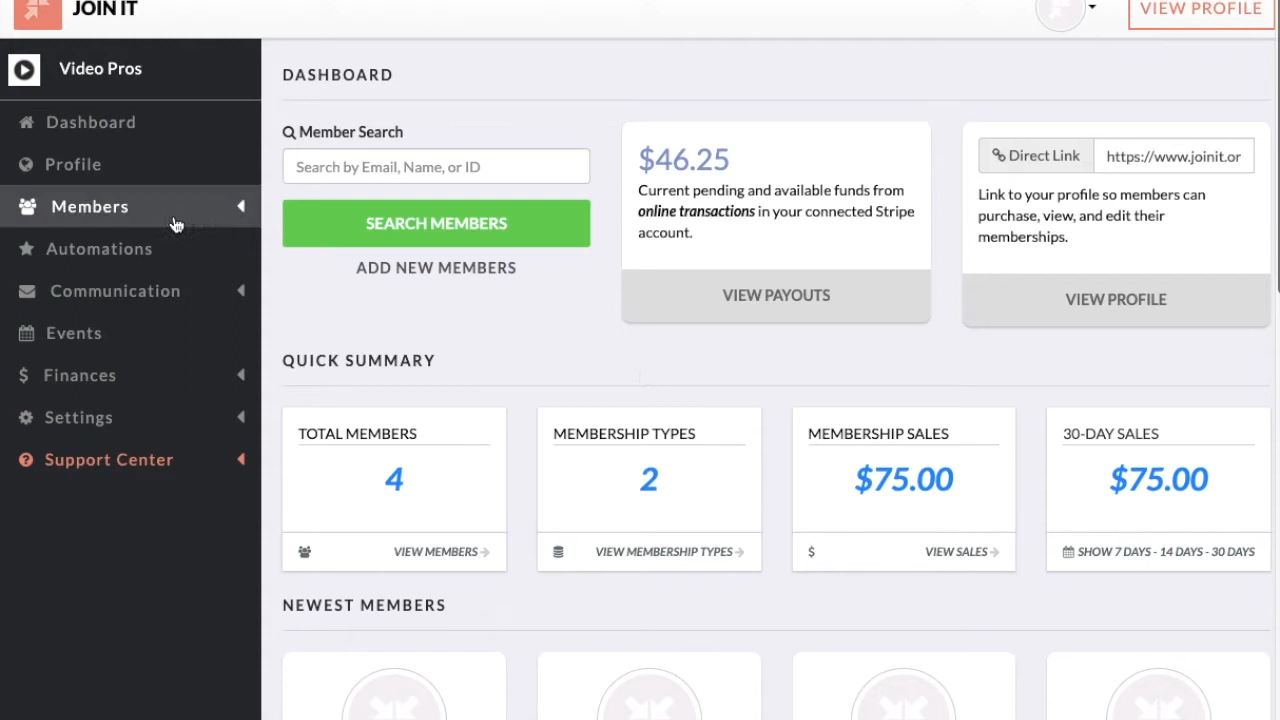 JOIN IT
VIEW PROFILE
Video Pros
Dashboard
Profile
Members
Automations
Communication
Events
Finances
Settings
Support Center
DASHBOARD
Member Search
Search by Email, Name, or ID
SEARCH MEMBERS
ADD NEW MEMBERS
$46.25
Current pending and available funds from
online transactions in your connected Stripe
account.
VIEW PAYOUTS
Direct Link
https://www.joinit.or
Link to your profile so members can
purchase, view, and edit their
memberships.
VIEW PROFILE
QUICK SUMMARY
TOTAL MEMBERS
4
VIEW MEMBERS
MEMBERSHIP TYPES
2
VIEW MEMBERSHIP TYPES
MEMBERSHIP SALES
$75.00
$
VIEW SALES
30-DAY SALES
$75.00
SHOW 7 DAYS - 14 DAYS - 30 DAYS
NEWEST MEMBERS